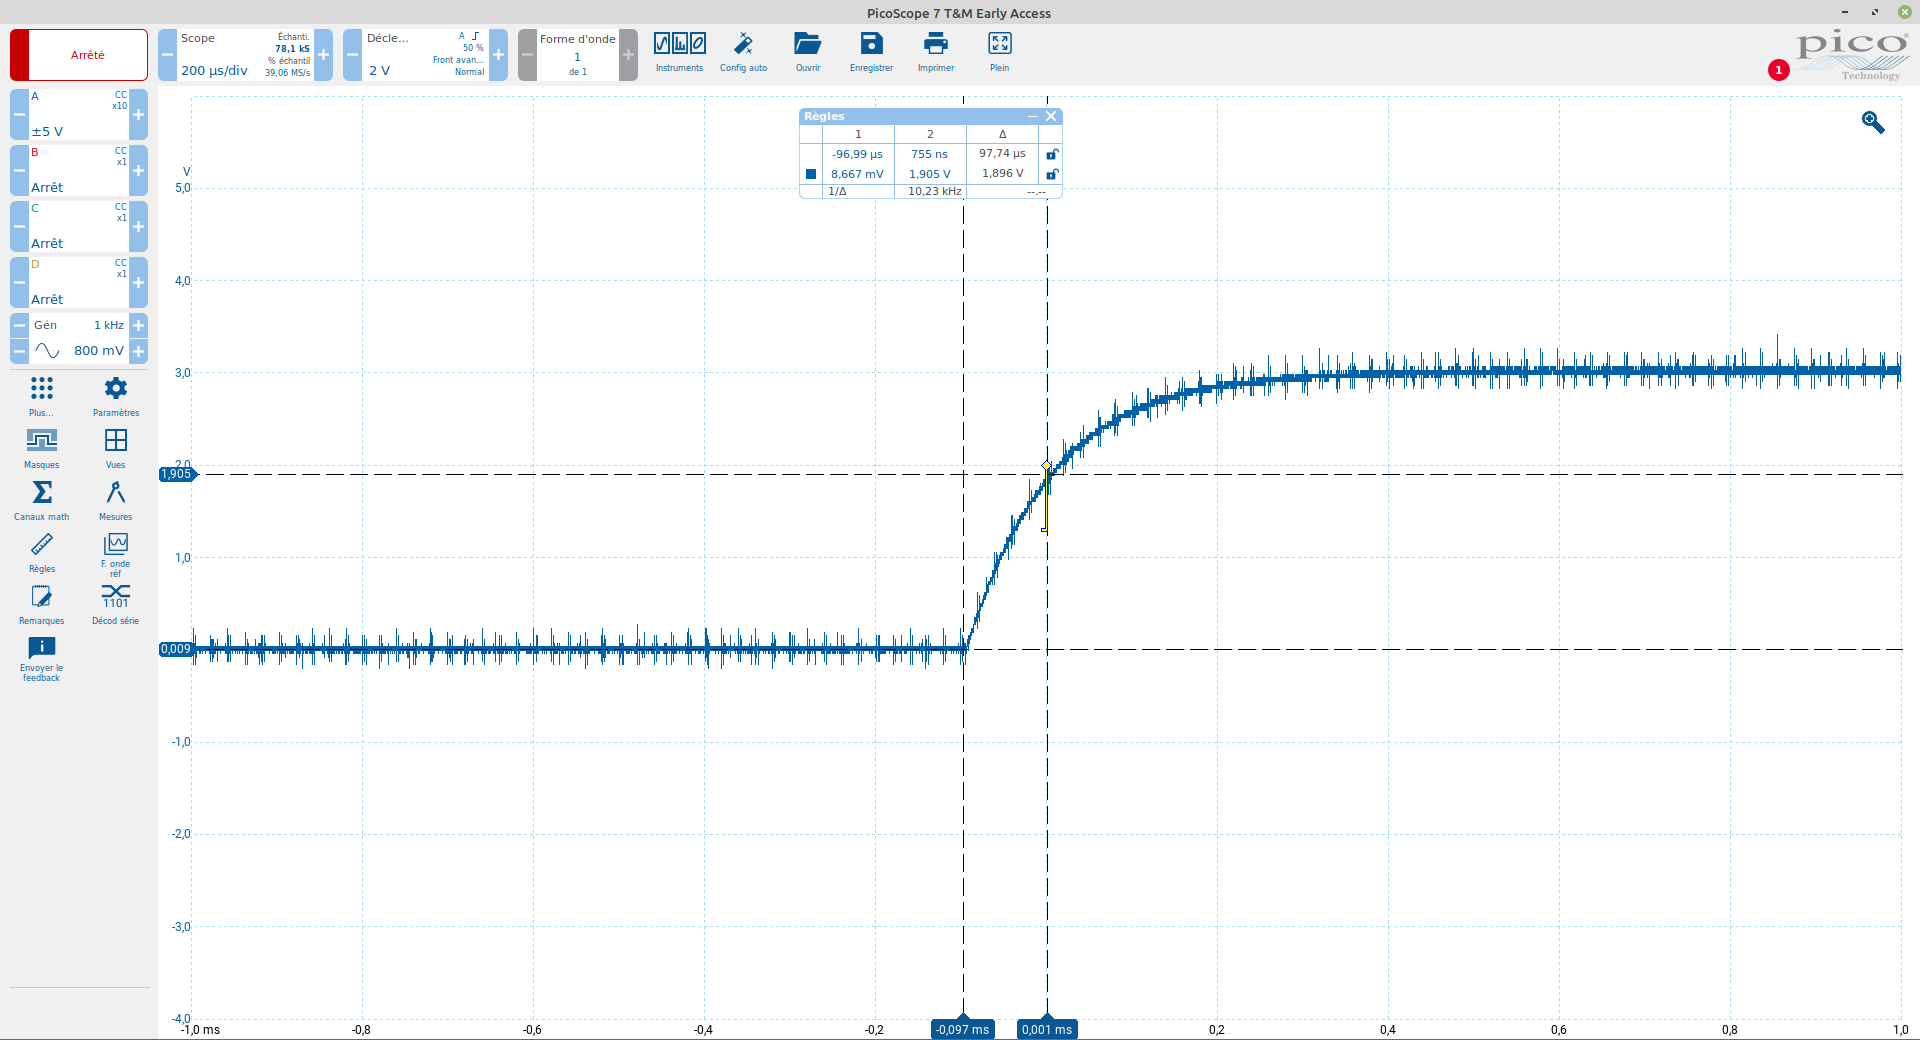 PicoScope 7 T&M Early Access
Arrêté
Scope
Échanti.
78,1 kS
% échantil
39,06 MS/s
200 µs/div
Décle...
A
50 %
Front avan...
Normal
2 V
Forme d'onde
1
de 1
Instruments
Config auto
Ouvrir
Enregistrer
Imprimer
Plein
1
pico
Technology
A
CC
x10
±5 V
B
CC
x1
Arrêt
C
CC
x1
Arrêt
D
CC
x1
Arrêt
Gén
1 kHz
800 mV
Plus...
Paramètres
Masques
Vues
Canaux math
Mesures
Règles
F. onde
réf
Remarques
1101
Décod série
Envoyer le
feedback
Règles
1 2 Δ
-96,99 µs 755 ns 97,74 µs
8,667 mV 1,905 V 1,896 V
1/Δ 10,23 kHz --.--
V
5,0
4,0
3,0
2,0
1,905
1,0
0,009
-1,0
-2,0
-3,0
-4,0
-1,0 ms -0,8 -0,6 -0,4 -0,2 -0,097 ms 0,001 ms 0,2 0,4 0,6 0,8 1,0